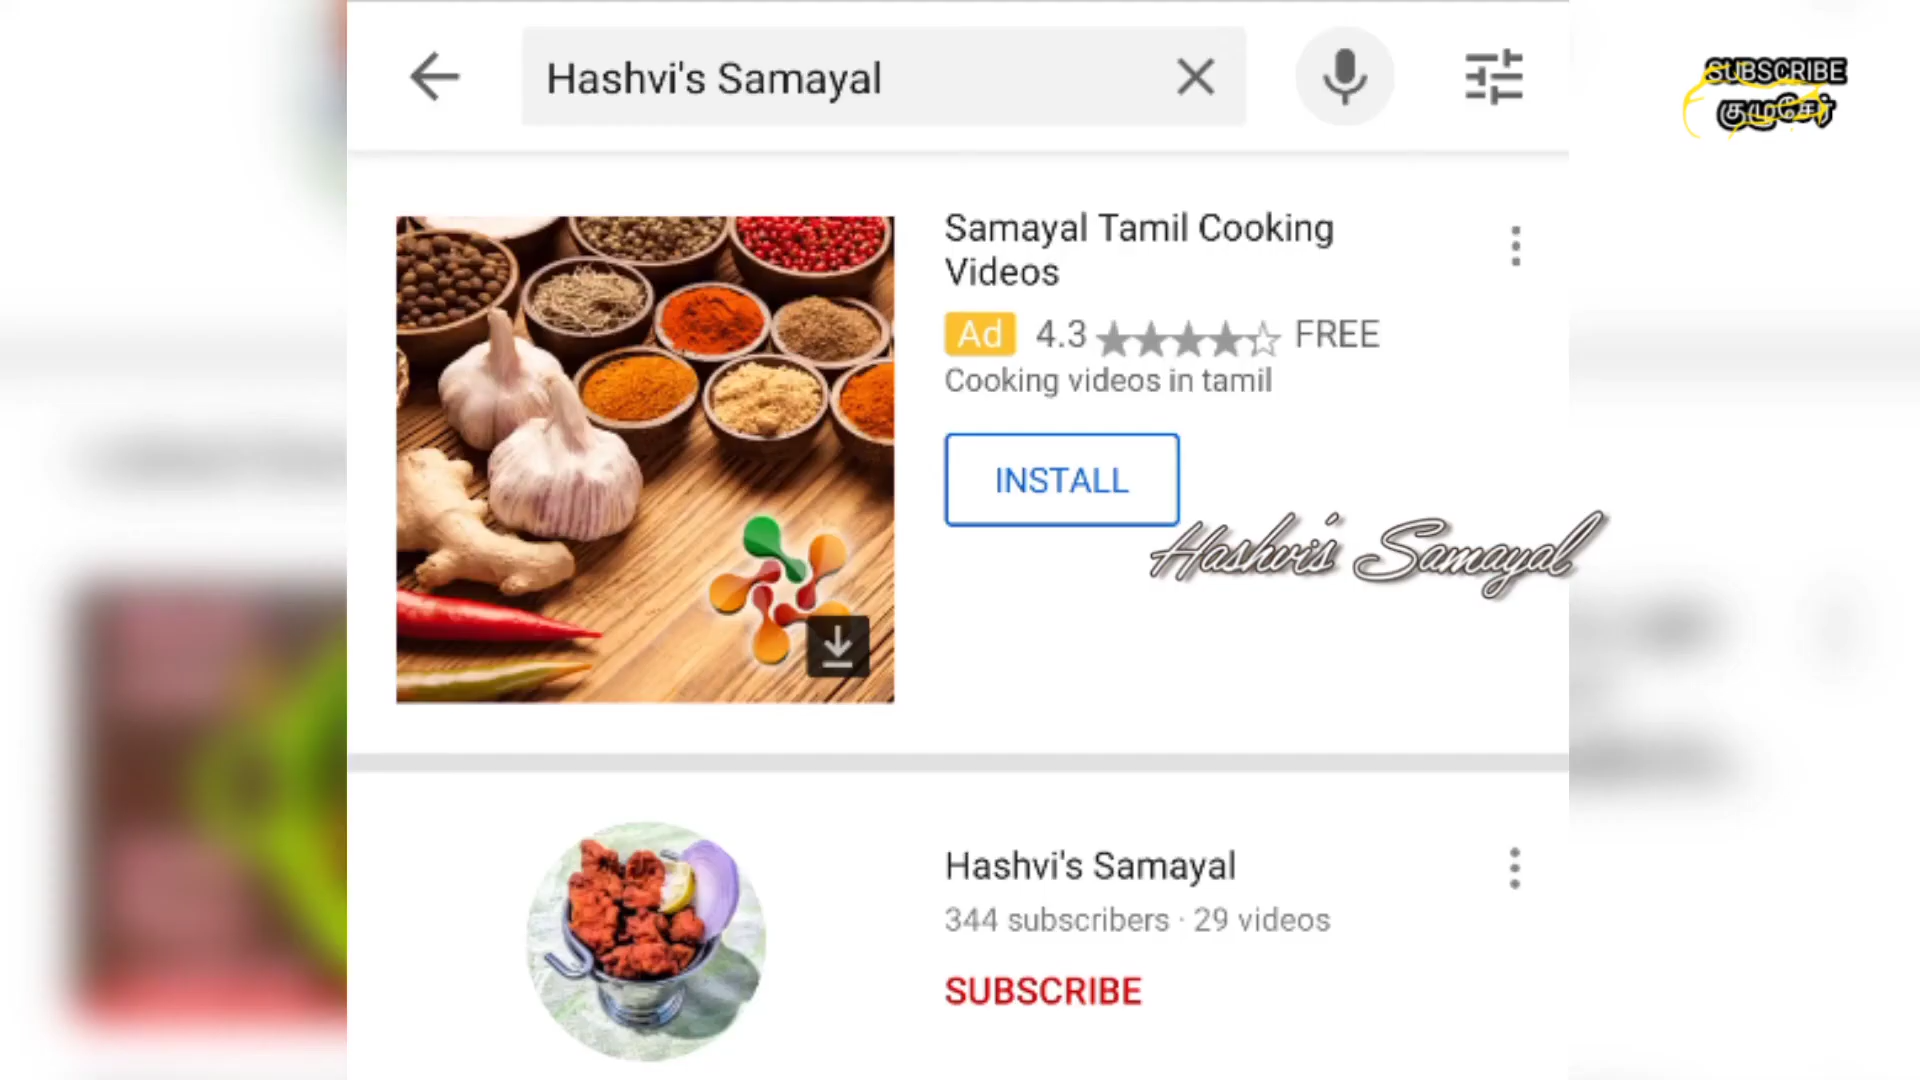 Hashvi's Samayal
SUBSCRIBE
குமுசேர்
Samayal Tamil Cooking
Videos
Ad 4.3 FREE
Cooking videos in tamil
INSTALL
Hashvi's Samayal
Hashvi's Samayal
344 subscribers · 29 videos
SUBSCRIBE